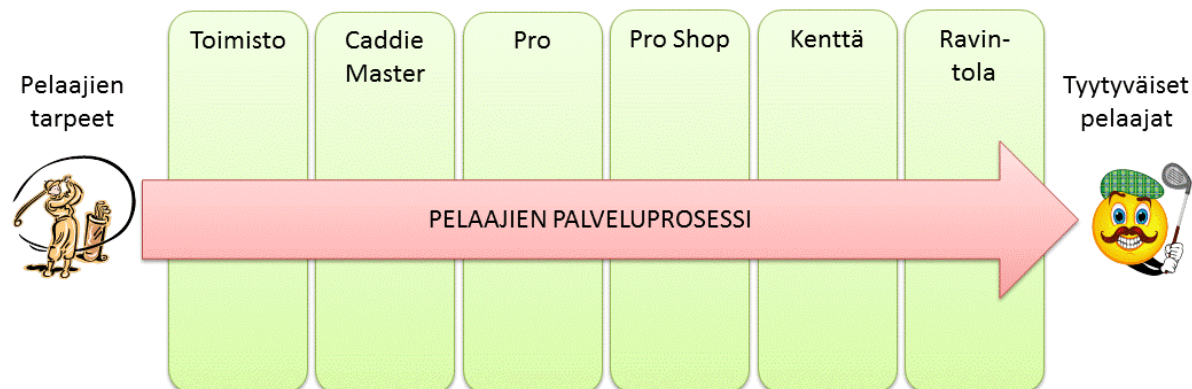 Pelaajien
tarpeet
Toimisto
Caddie
Master
Pro
Pro Shop
Kenttä
Ravin-
tola
Tyytyväiset
pelaajat
PELAAJIEN PALVELUPROSESSI